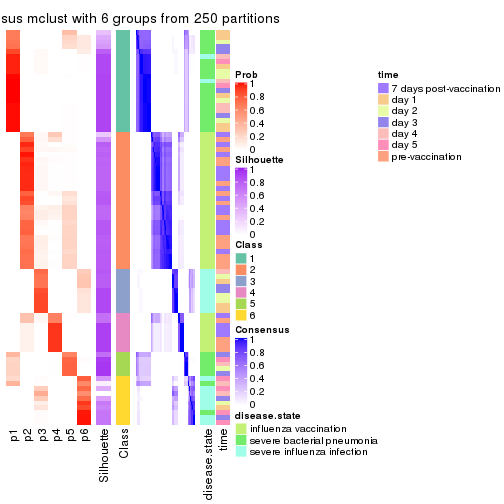 sus mclust with 6 groups from 250 partitions
p1
p2
p3
p4
p5
p6
Silhouette
Class
disease.state
time
Prob
1
0.8
0.6
0.4
0.2
0
Silhouette
1
0.8
0.6
0.4
0.2
0
Class
1
2
3
4
5
6
Consensus
1
0.8
0.6
0.4
0.2
0
disease.state
influenza vaccination
severe bacterial pneumonia
severe influenza infection
time
7 days post-vaccination
day 1
day 2
day 3
day 4
day 5
pre-vaccination